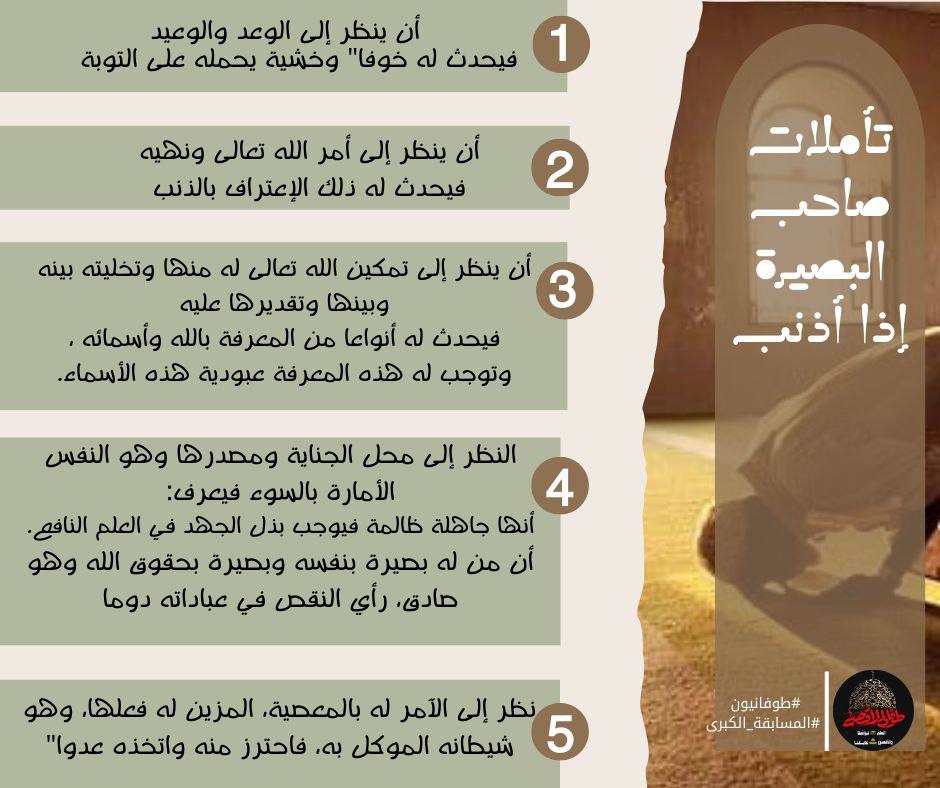 تأملات
صاحب
البصيرة
إذا أذنب
1
أن ينظر إلى الوعد والوعيد
فيحدث له خوفا" وخشية يحمله على التوبة
2
أن ينظر إلى أمر الله تعالى ونهيه
فيحدث له ذلك الإعتراف بالذنب
3
أن ينظر إلى تمكين الله تعالى له منها وتخليته بينه
وبينها وتقديرها عليه
فيحدث له أنواعا من المعرفة بالله وأسمائه ،
وتوجب له هذه المعرفة عبودية هذه الأسماء.
4
النظر إلى محل الجناية ومصدرها وهو النفس
الأمارة بالسوء فيعرف:
أنها جاهلة ظالمة فيوجب بذل الجهد في العلم النافع.
أن من له بصيرة بنفسه وبصيرة بحقوق الله وهو
صادق، رأي النقص في عباداته دوما
5
نظر إلى الآمر له بالمعصية، المزين له فعلها، وهو
شيطانه الموكل به، فاحترز منه واتخذه عدوا"
#طوفانيون
#المسابقة_الكبرى
طوفان الأقصى